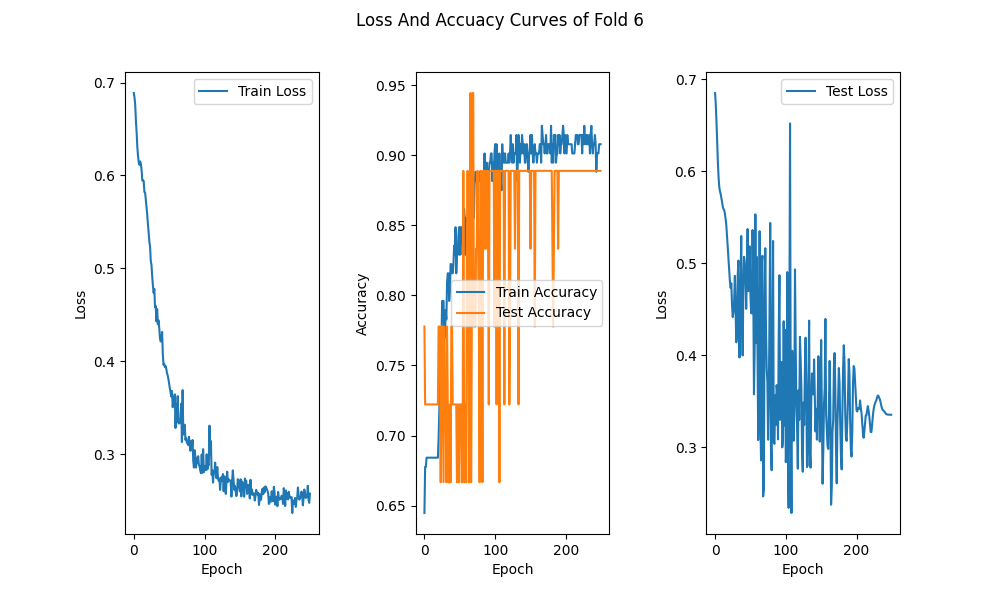 Loss And Accuacy Curves of Fold 6
Loss
0.7
0.6
0.5
0.4
0.3
Train Loss
0 100 200
Epoch
Accuracy
0.95
0.90
0.85
0.80
0.75
0.70
0.65
Train Accuracy
Test Accuracy
0 100 200
Epoch
Loss
0.7
0.6
0.5
0.4
0.3
Test Loss
0 100 200
Epoch